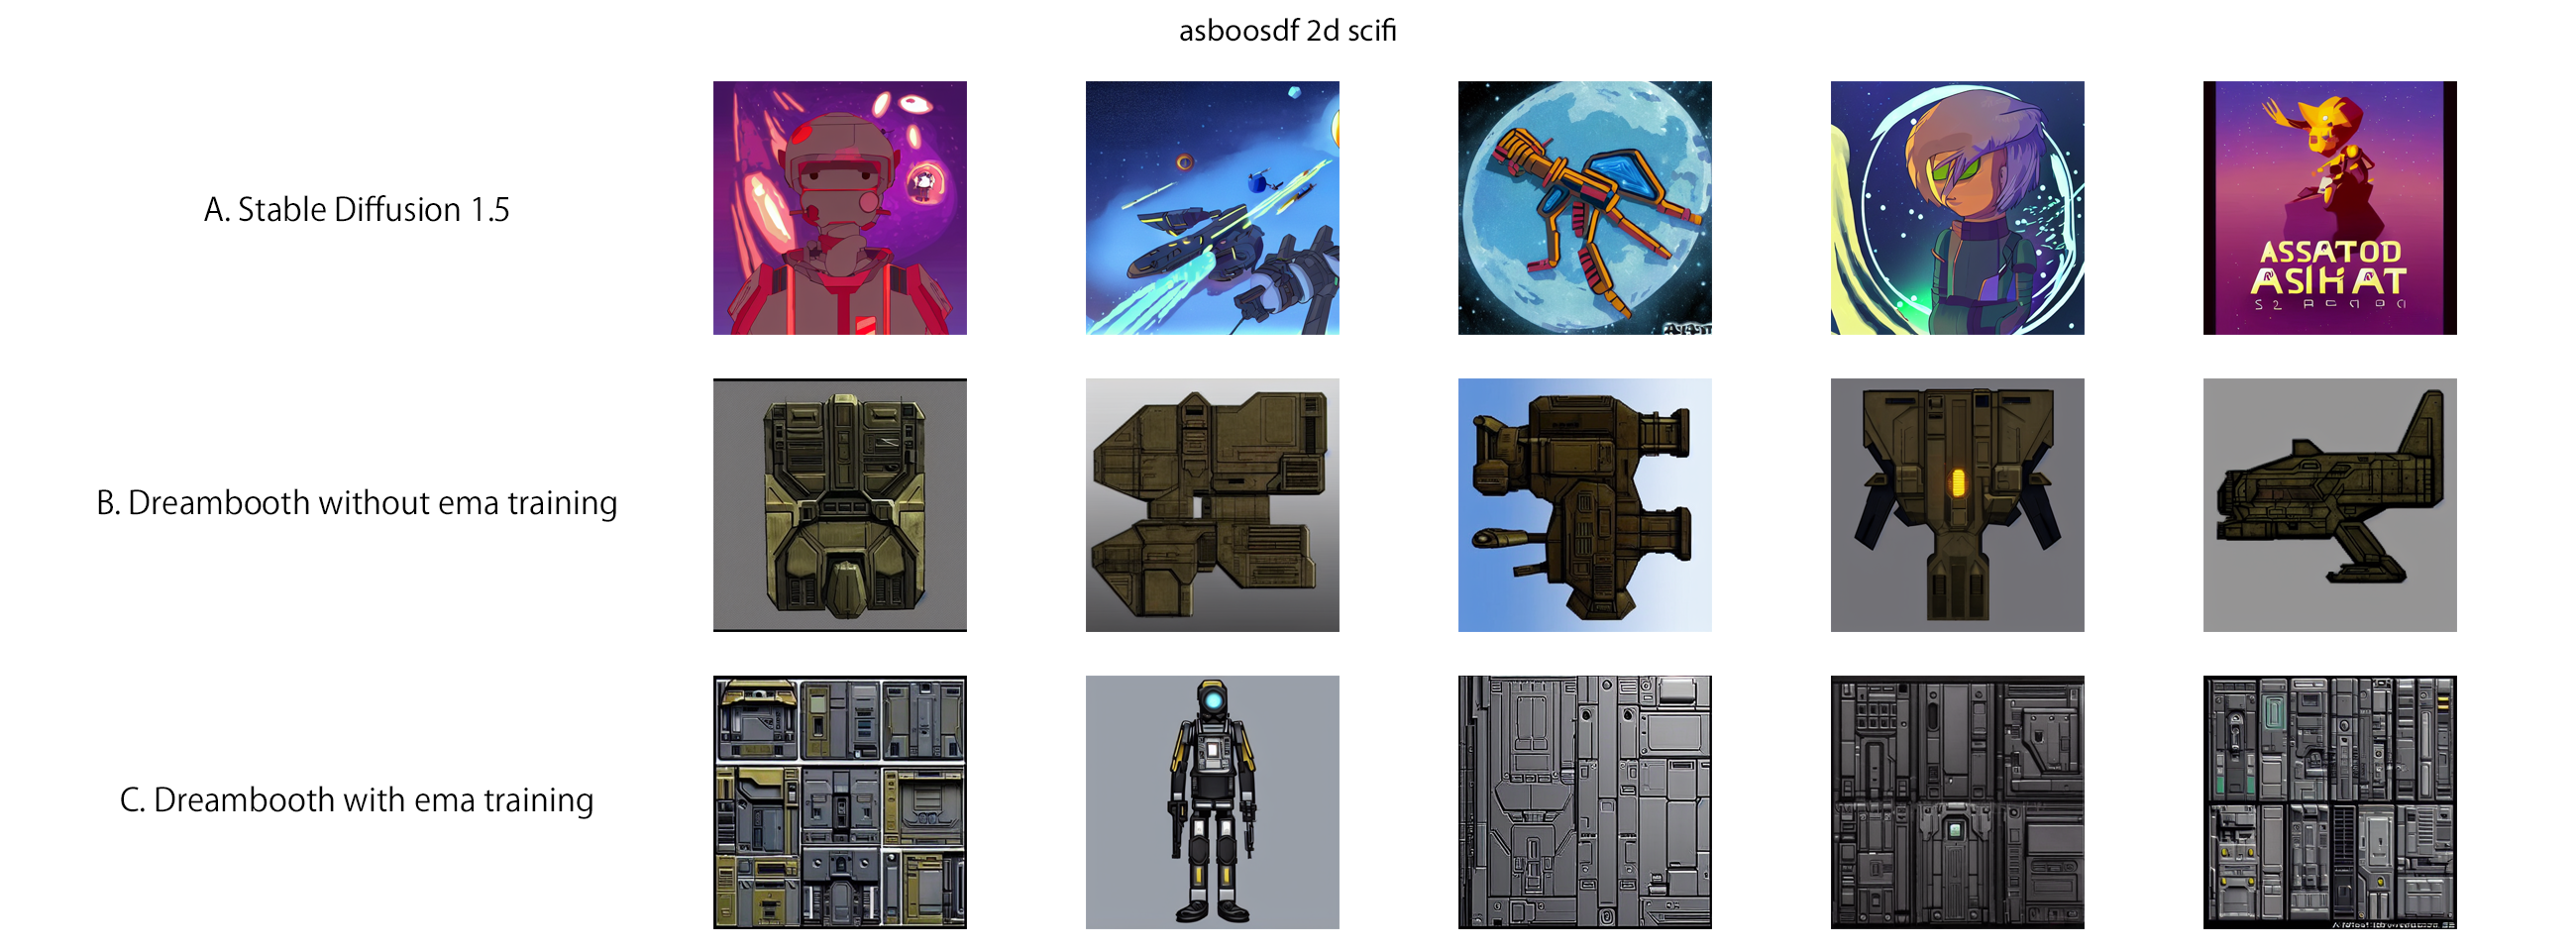 asboosdf 2d scifi
A. Stable Diffusion 1.5
ASSATOD
ASIHAT
B. Dreambooth without ema training
C. Dreambooth with ema training